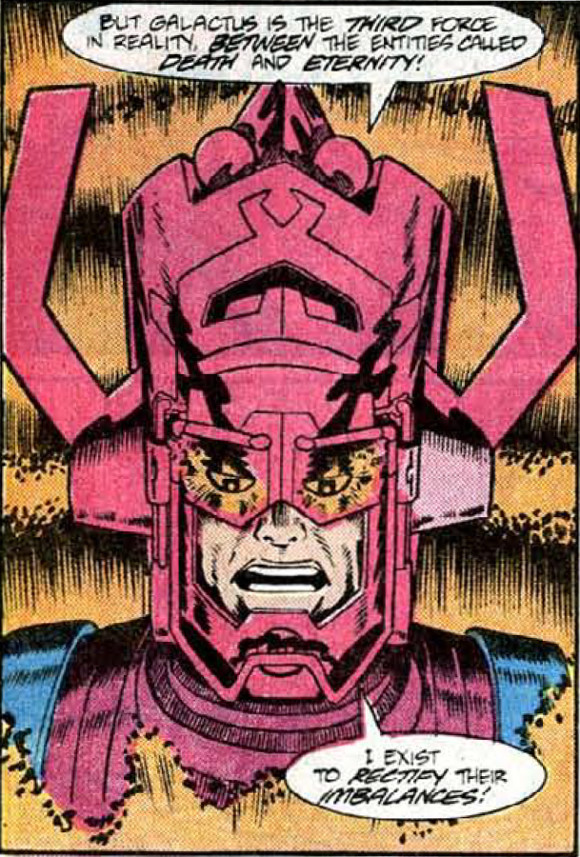 BUT GALACTUS IS THE THIRD FORCE
IN REALITY, BETWEEN THE ENTITIES CALLED
DEATH AND ETERNITY!
I EXIST
TO RECTIFY THEIR
IMBALANCES!